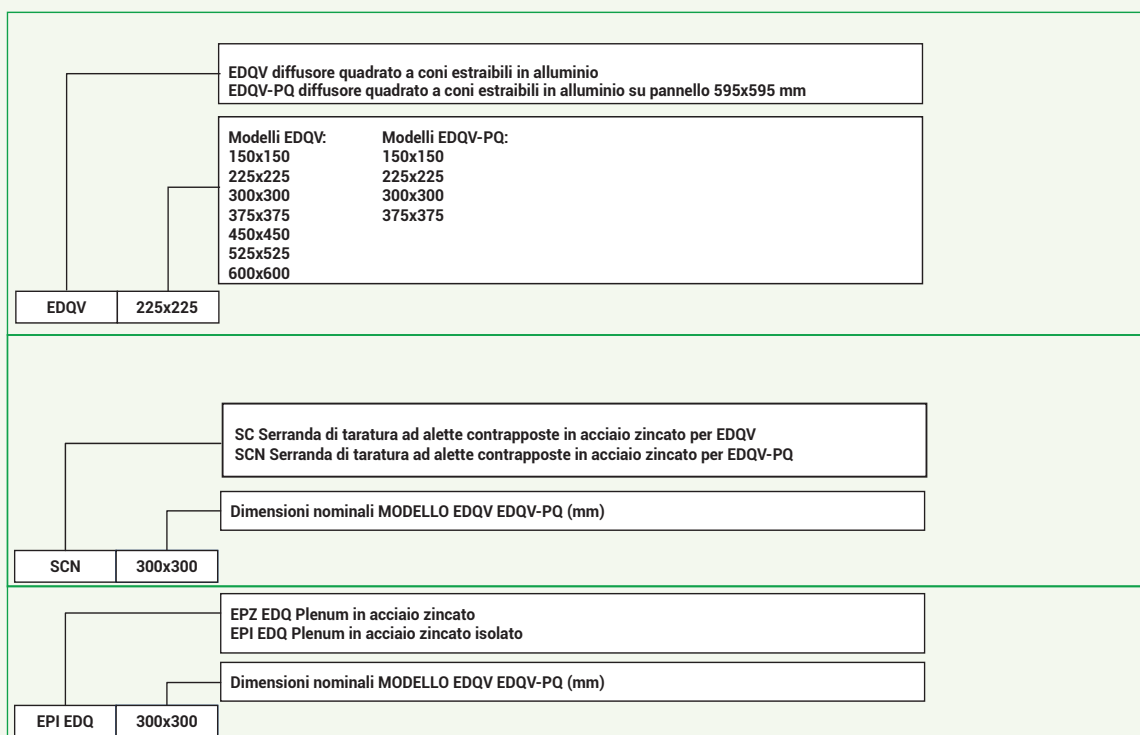 EDQV diffusore quadrato a coni estraibili in alluminio
EDQV-PQ diffusore quadrato a coni estraibili in alluminio su pannello 595x595 mm
Modelli EDQV: Modelli EDQV-PQ:
150x150 150x150
225x225 225x225
300x300 300x300
375x375 375x375
450x450
525x525
600x600
EDQV 225x225
SC Serranda di taratura ad alette contrapposte in acciaio zincato per EDQV
SCN Serranda di taratura ad alette contrapposte in acciaio zincato per EDQV-PQ
Dimensioni nominali MODELLO EDQV EDQV-PQ (mm)
SCN 300x300
EPZ EDQ Plenum in acciaio zincato
EPI EDQ Plenum in acciaio zincato isolato
Dimensioni nominali MODELLO EDQV EDQV-PQ (mm)
EPI EDQ 300x300